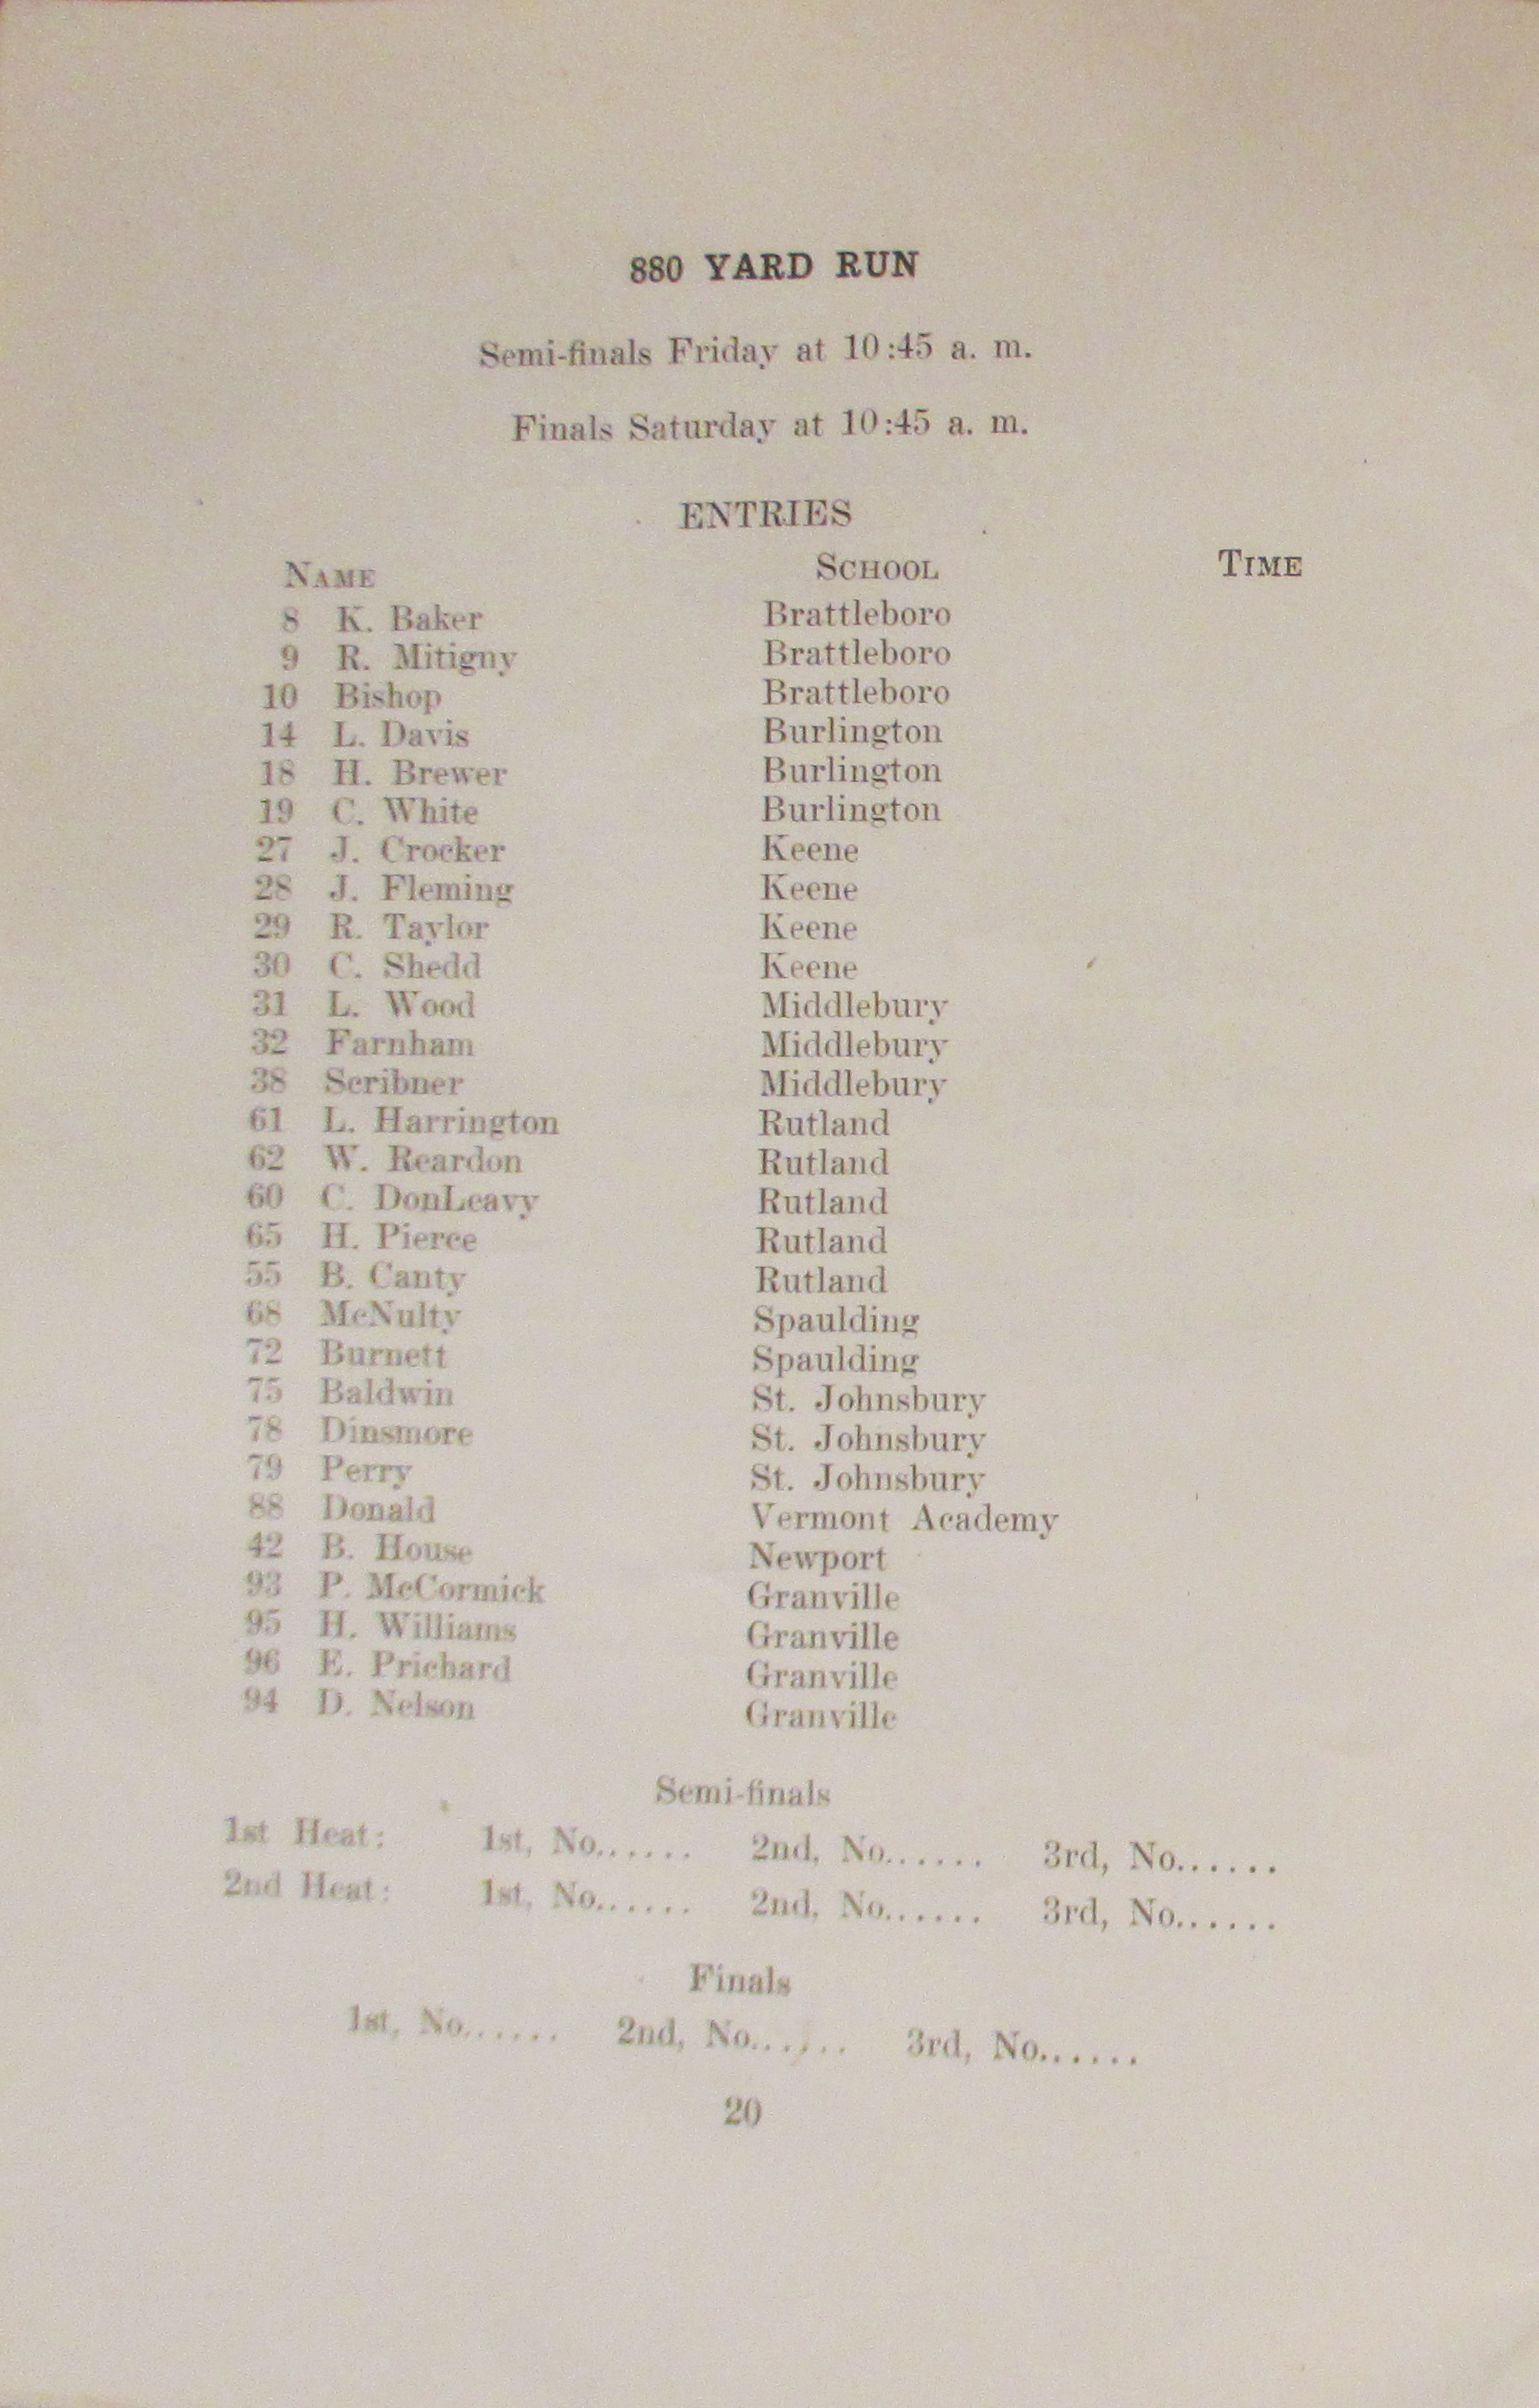 880 YARD RUN
Semi-finals Friday at 10:45 a. m.
Finals Saturday at 10:45 a. m.
ENTRIES
NAME SCHOOL TIME
8 K. Baker Brattleboro
9 R. Mitigny Brattleboro
10 Bishop Brattleboro
14 L. Davis Burlington
18 H. Brewer Burlington
19 C. White Burlington
27 J. Crocker Keene
28 J. Fleming Keene
29 R. Taylor Keene
30 C. Shedd Keene
31 L. Wood Middlebury
32 Farnham Middlebury
38 Scribner Middlebury
61 L. Harrington Rutland
62 W. Reardon Rutland
60 C. DonLeavy Rutland
65 H. Pierce Rutland
55 B. Canty Rutland
68 McNulty Spaulding
72 Burnett Spaulding
75 Baldwin St. Johnsbury
78 Dinsmore St. Johnsbury
79 Perry St. Johnsbury
88 Donald Vermont Academy
42 B. House Newport
93 P. McCormick Granville
95 H. Williams Granville
96 E. Prichard Granville
94 D. Nelson Granville
Semi-finals
1st Heat: 1st, No...... 2nd, No...... 3rd, No......
2nd Heat: 1st, No...... 2nd, No...... 3rd, No......
Finals
1st, No...... 2nd, No...... 3rd, No......
20